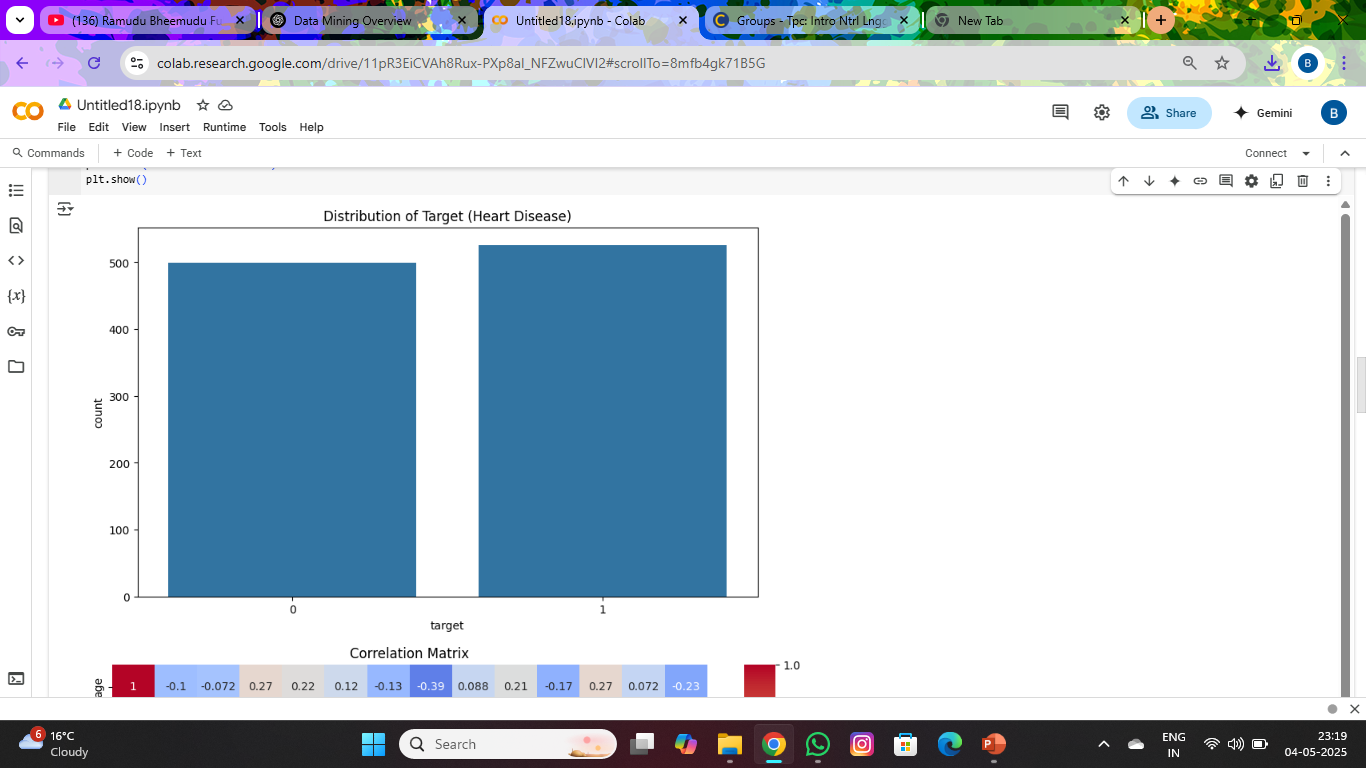 (136) Ramudu Bheemudu Fu
Data Mining Overview
Untitled18.ipynb - Colab
Groups - Tpc: Intro Ntrl Lngg
New Tab
colab.research.google.com/drive/11pR3EiCVAh8Rux-PXp8al_NFZwuClVI2#scrollTo=8mfb4gk71B5G
B
CO
Untitled18.ipynb
Share
Gemini
B
File Edit View Insert Runtime Tools Help
Commands
+ Code + Text
Connect
plt.show()
Distribution of Target (Heart Disease)
500
400
300
200
100
0
count
0 1
target
Correlation Matrix
age
1 -0.1 -0.072 0.27 0.22 0.12 -0.13 -0.39 0.088 0.21 -0.17 0.27 0.072 -0.23
1.0
{x}
6
16°C
Cloudy
Search
ENG
IN
23:19
04-05-2025